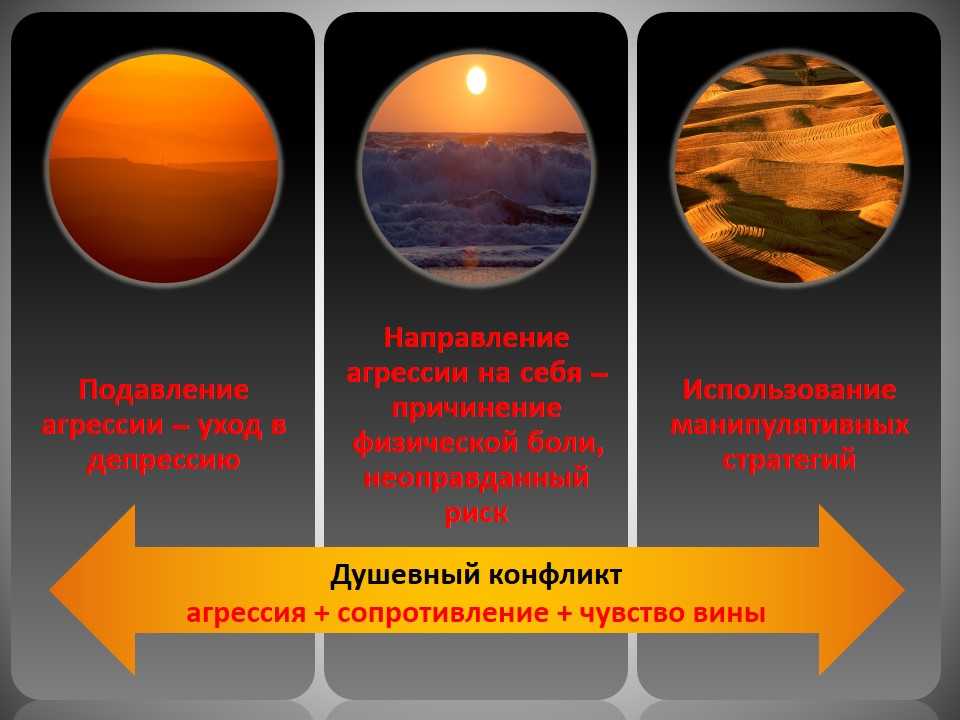 Подавление
агрессии – уход в
депрессию
Направление
агрессии на себя –
причинение
физической боли,
неоправданный
риск
Использование
манипулятивных
стратегий
Душевный конфликт
агрессия + сопротивление + чувство вины